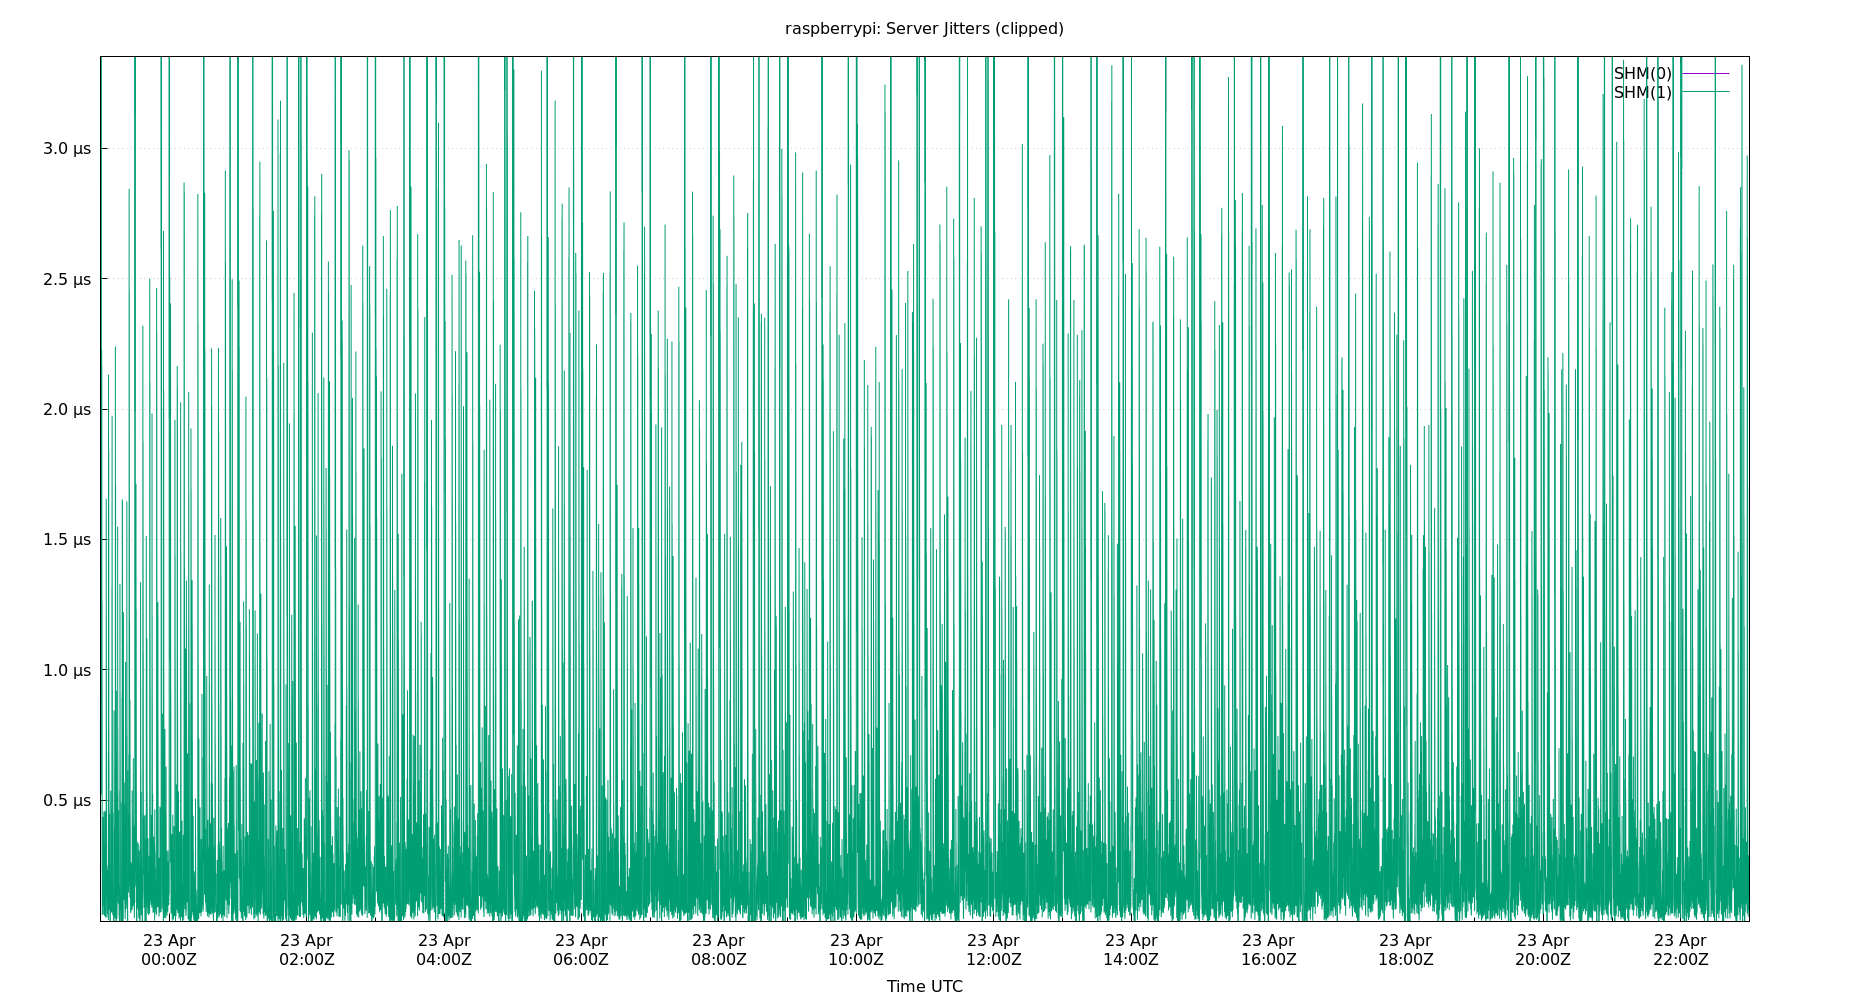 raspberrypi: Server Jitters (clipped)
SHM(0)
SHM(1)
3.0 µs
2.5 µs
2.0 µs
1.5 µs
1.0 µs
0.5 µs
23 Apr 23 Apr 23 Apr 23 Apr 23 Apr 23 Apr 23 Apr 23 Apr 23 Apr 23 Apr 23 Apr 23 Apr
00:00Z 02:00Z 04:00Z 06:00Z 08:00Z 10:00Z 12:00Z 14:00Z 16:00Z 18:00Z 20:00Z 22:00Z
Time UTC